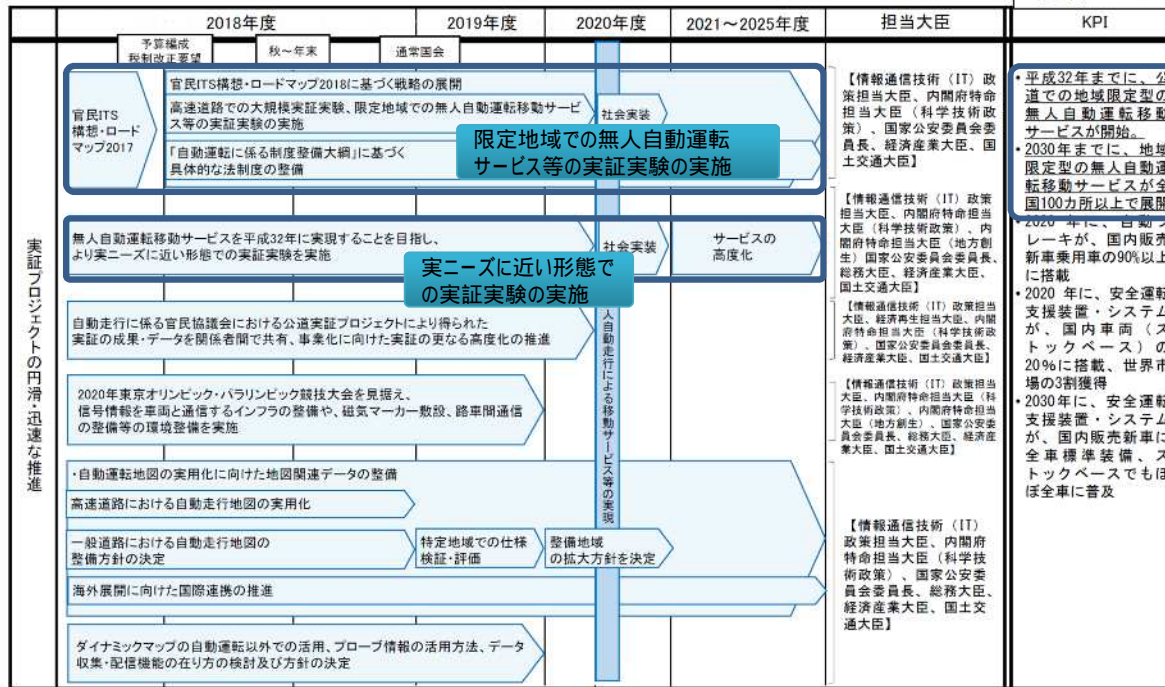 2018年度
2019年度
2020年度
2021～2025年度
担当大臣
KPI
予算編成
税制改正要望
秋～年末
通常国会
実証プロジェクトの円滑・迅速な推進
官民ITS
構想・ロード
マップ2017
官民ITS構想・ロードマップ2018に基づく戦略の展開
高速道路での大規模実証実験、限定地域での無人自動運転移動サービ
ス等の実証実験の実施
社会実装
「自動運転に係る制度整備大綱」に基づく
具体的な法制度の整備
限定地域での無人自動運転
サービス等の実証実験の実施
【情報通信技術（IT）政
策担当大臣、内閣府特命
担当大臣（科学技術政
策）、国家公安委員会委
員長、経済産業大臣、国
土交通大臣】
無人自動運転移動サービスを平成32年に実現することを目指し、
より実ニーズに近い形態での実証実験を実施
社会実装
サービスの
高度化
実ニーズに近い形態で
の実証実験の実施
【情報通信技術（IT）政策
担当大臣、内閣府特命担当
大臣（科学技術政策）、内
閣府特命担当大臣（地方創
生）国家公安委員会委員長、
総務大臣、経済産業大臣、
国土交通大臣】
自動走行に係る官民協議会における公道実証プロジェクトにより得られた
実証の成果・データを関係者間で共有、事業化に向けた実証の更なる高度化の推進
【情報通信技術（IT）政策担当
大臣、経済再生担当大臣、内閣
府特命担当大臣（科学技術政
策）、国家公安委員会委員長、
経済産業大臣、国土交通大臣】
人自動走行による移動サービス等の実現
2020年東京オリンピック・パラリンピック競技大会を見据え、
信号情報を車両と通信するインフラの整備や、磁気マーカー敷設、路車間通信
の整備等の環境整備を実施
【情報通信技術（IT）政策担当
大臣、内閣府特命担当大臣（科
学技術政策）、内閣府特命担当
大臣（地方創生）、国家公安委
員会委員長、総務大臣、経済産
業大臣、国土交通大臣】
・自動運転地図の実用化に向けた地図関連データの整備
高速道路における自動走行地図の実用化
一般道路における自動走行地図の
整備方針の決定
特定地域での仕様
検証・評価
整備地域
の拡大方針を決定
海外展開に向けた国際連携の推進
ダイナミックマップの自動運転以外での活用、プローブ情報の活用方法、データ
収集・配信機能の在り方の検討及び方針の決定
【情報通信技術（IT）
政策担当大臣、内閣府
特命担当大臣（科学技
術政策）、国家公安委
員会委員長、総務大臣、
経済産業大臣、国土交
通大臣】
・平成32年までに、公
道での地域限定型の
無人自動運転移動
サービスが開始。
・2030年までに、地域
限定型の無人自動運
転移動サービスが全
国100カ所以上で展開
・2020 年に、自動ブ
レーキが、国内販売
新車乗用車の90%以上
に搭載
・2020 年に、安全運転
支援装置・システム
が、国内車両（ス
トックベース）の
20%に搭載、世界市
場の3割獲得
・2030年に、安全運転
支援装置・システム
が、国内販売新車に
全車標準装備、ス
トックベースでもほ
ぼ全車に普及